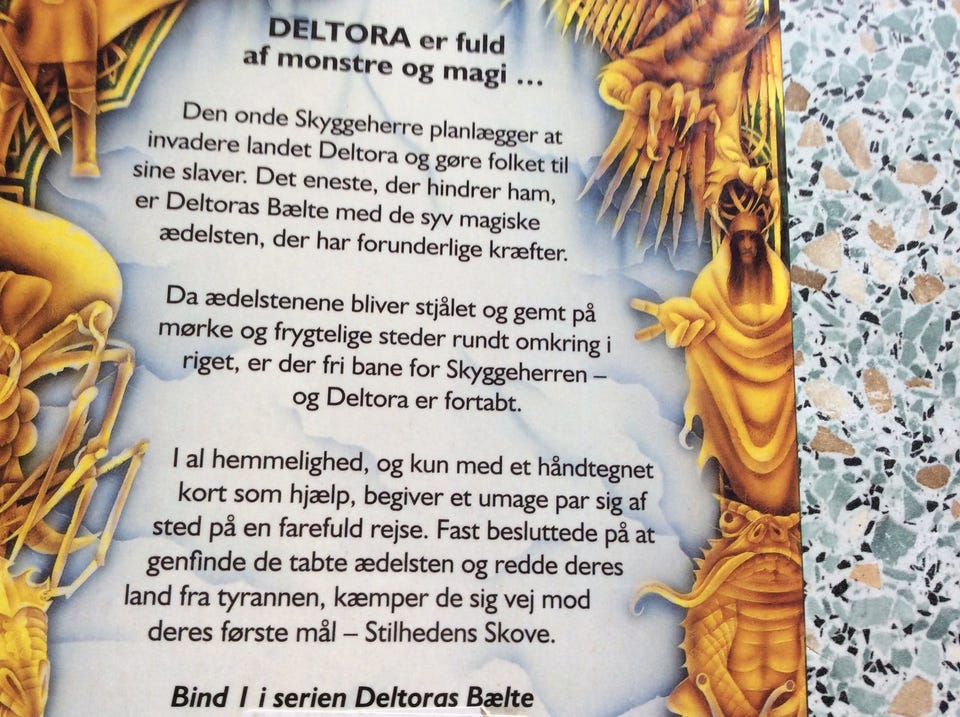 DELTORA er fuld
af monstre og magi ...
Den onde Skyggeherre planlægger at
invadere landet Deltora og gøre folket til
sine slaver. Det eneste, der hindrer ham,
er Deltoras Bælte med de syv magiske
ædelsten, der har forunderlige kræfter.
Da ædelstenene bliver stjålet og gemt på
mørke og frygtelige steder rundt omkring i
riget, er der fri bane for Skyggeherren –
og Deltora er fortabt.
I al hemmelighed, og kun med et håndtegnet
kort som hjælp, begiver et umage par sig af
sted på en farefuld rejse. Fast besluttede på at
genfinde de tabte ædelsten og redde deres
land fra tyrannen, kæmper de sig vej mod
deres første mål – Stilhedens Skove.
Bind 1 i serien Deltoras Bælte